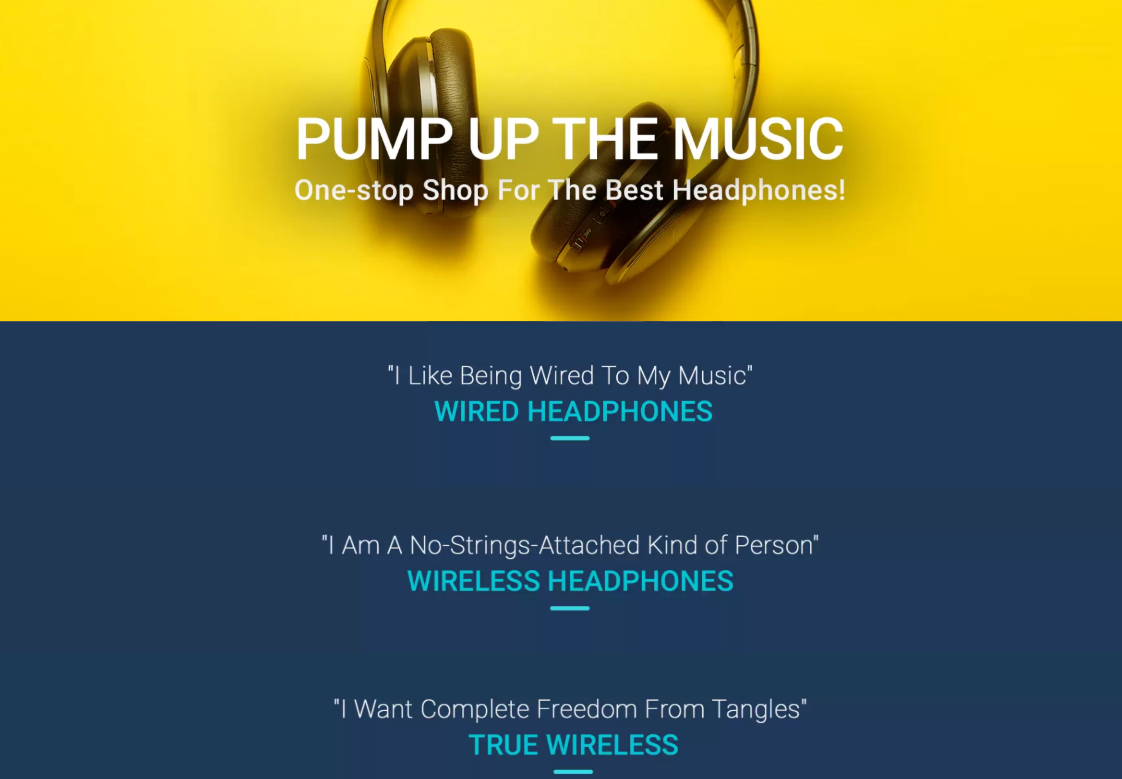 PUMP UP THE MUSIC
One-stop Shop For The Best Headphones!
"I Like Being Wired To My Music"
WIRED HEADPHONES
"I Am A No-Strings-Attached Kind of Person"
WIRELESS HEADPHONES
"I Want Complete Freedom From Tangles"
TRUE WIRELESS